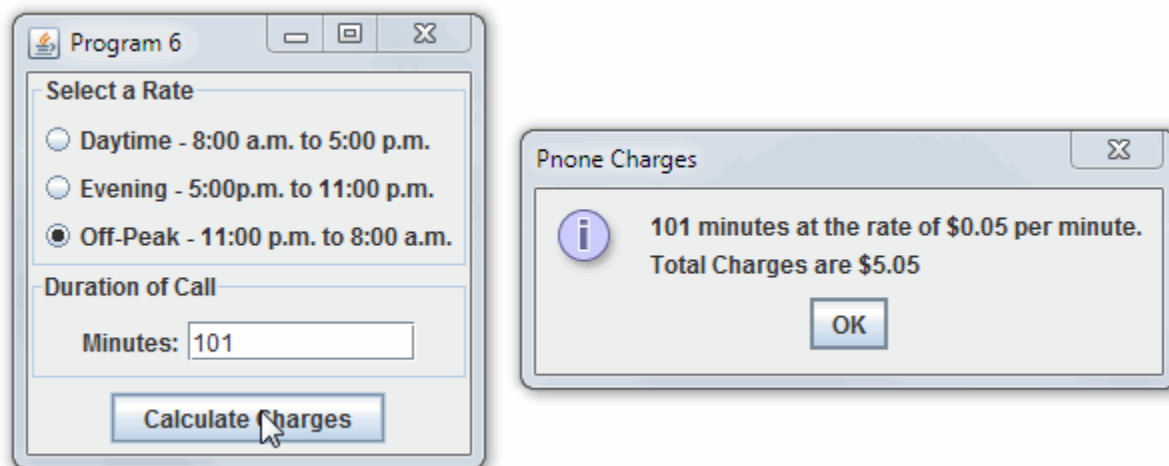 Program 6
Select a Rate
Daytime - 8:00 a.m. to 5:00 p.m.
Evening - 5:00p.m. to 11:00 p.m.
Off-Peak - 11:00 p.m. to 8:00 a.m.
Duration of Call
Minutes: 101
Calculate Charges
Pnone Charges
101 minutes at the rate of $0.05 per minute.
Total Charges are $5.05
OK